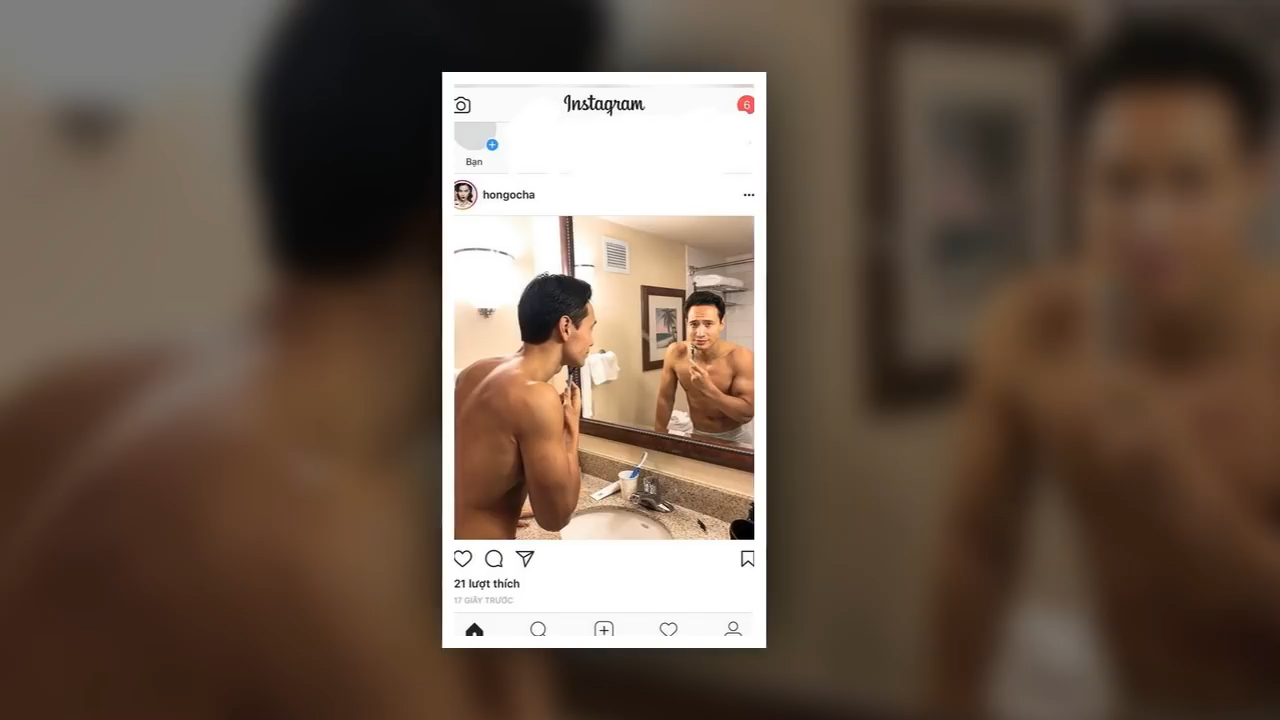 Instagram
6
Bạn
hongocha
21 lượt thích
17 GIÂY TRƯỚC